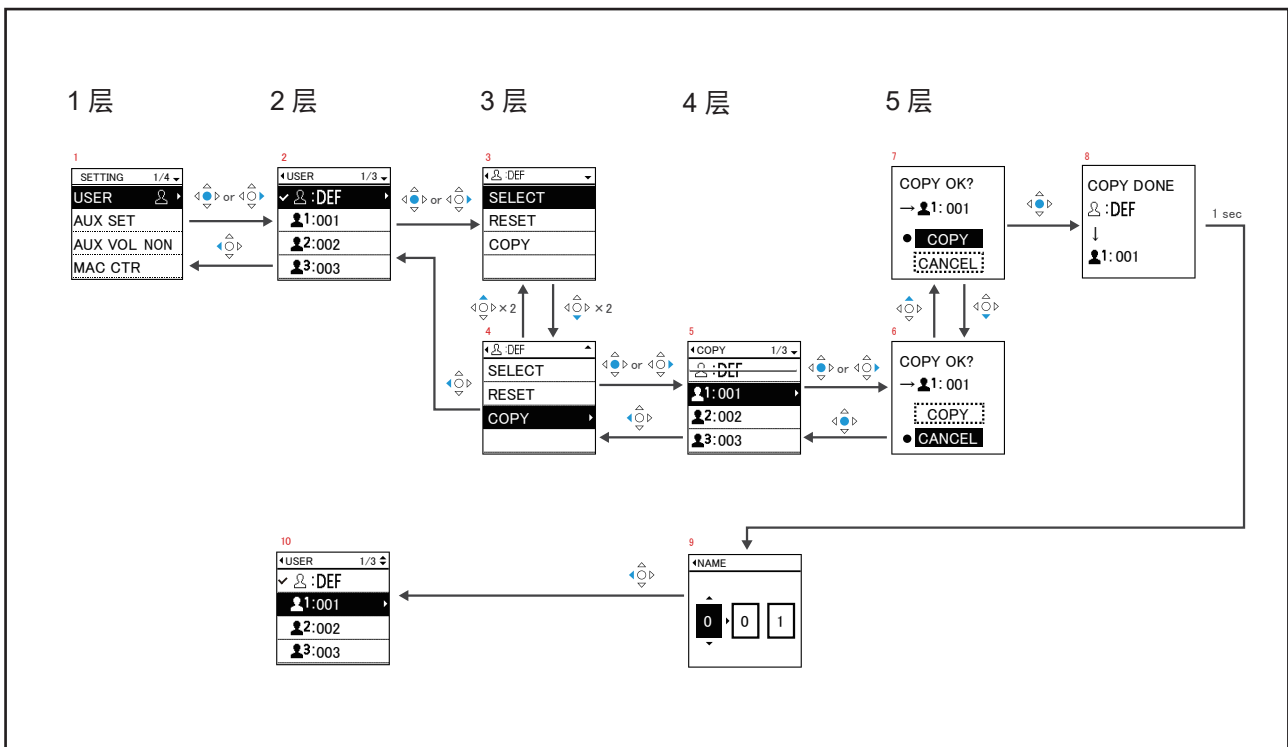 1 层
2 层
3 层
4 层
5 层
1
SETTING 1/4
USER
AUX SET
AUX VOL NON
MAC CTR
or
2
USER 1/3
:DEF
1:001
2:002
3:003
or
3
:DEF
SELECT
RESET
COPY
×2
×2
4
:DEF
SELECT
RESET
COPY
or
5
COPY 1/3
:DEF
1:001
2:002
3:003
or
7
COPY OK?
→1:001
COPY
CANCEL
6
COPY OK?
→1:001
COPY
CANCEL
8
COPY DONE
:DEF
↓
1:001
1 sec
10
USER 1/3
:DEF
1:001
2:002
3:003
9
NAME
0 0 1